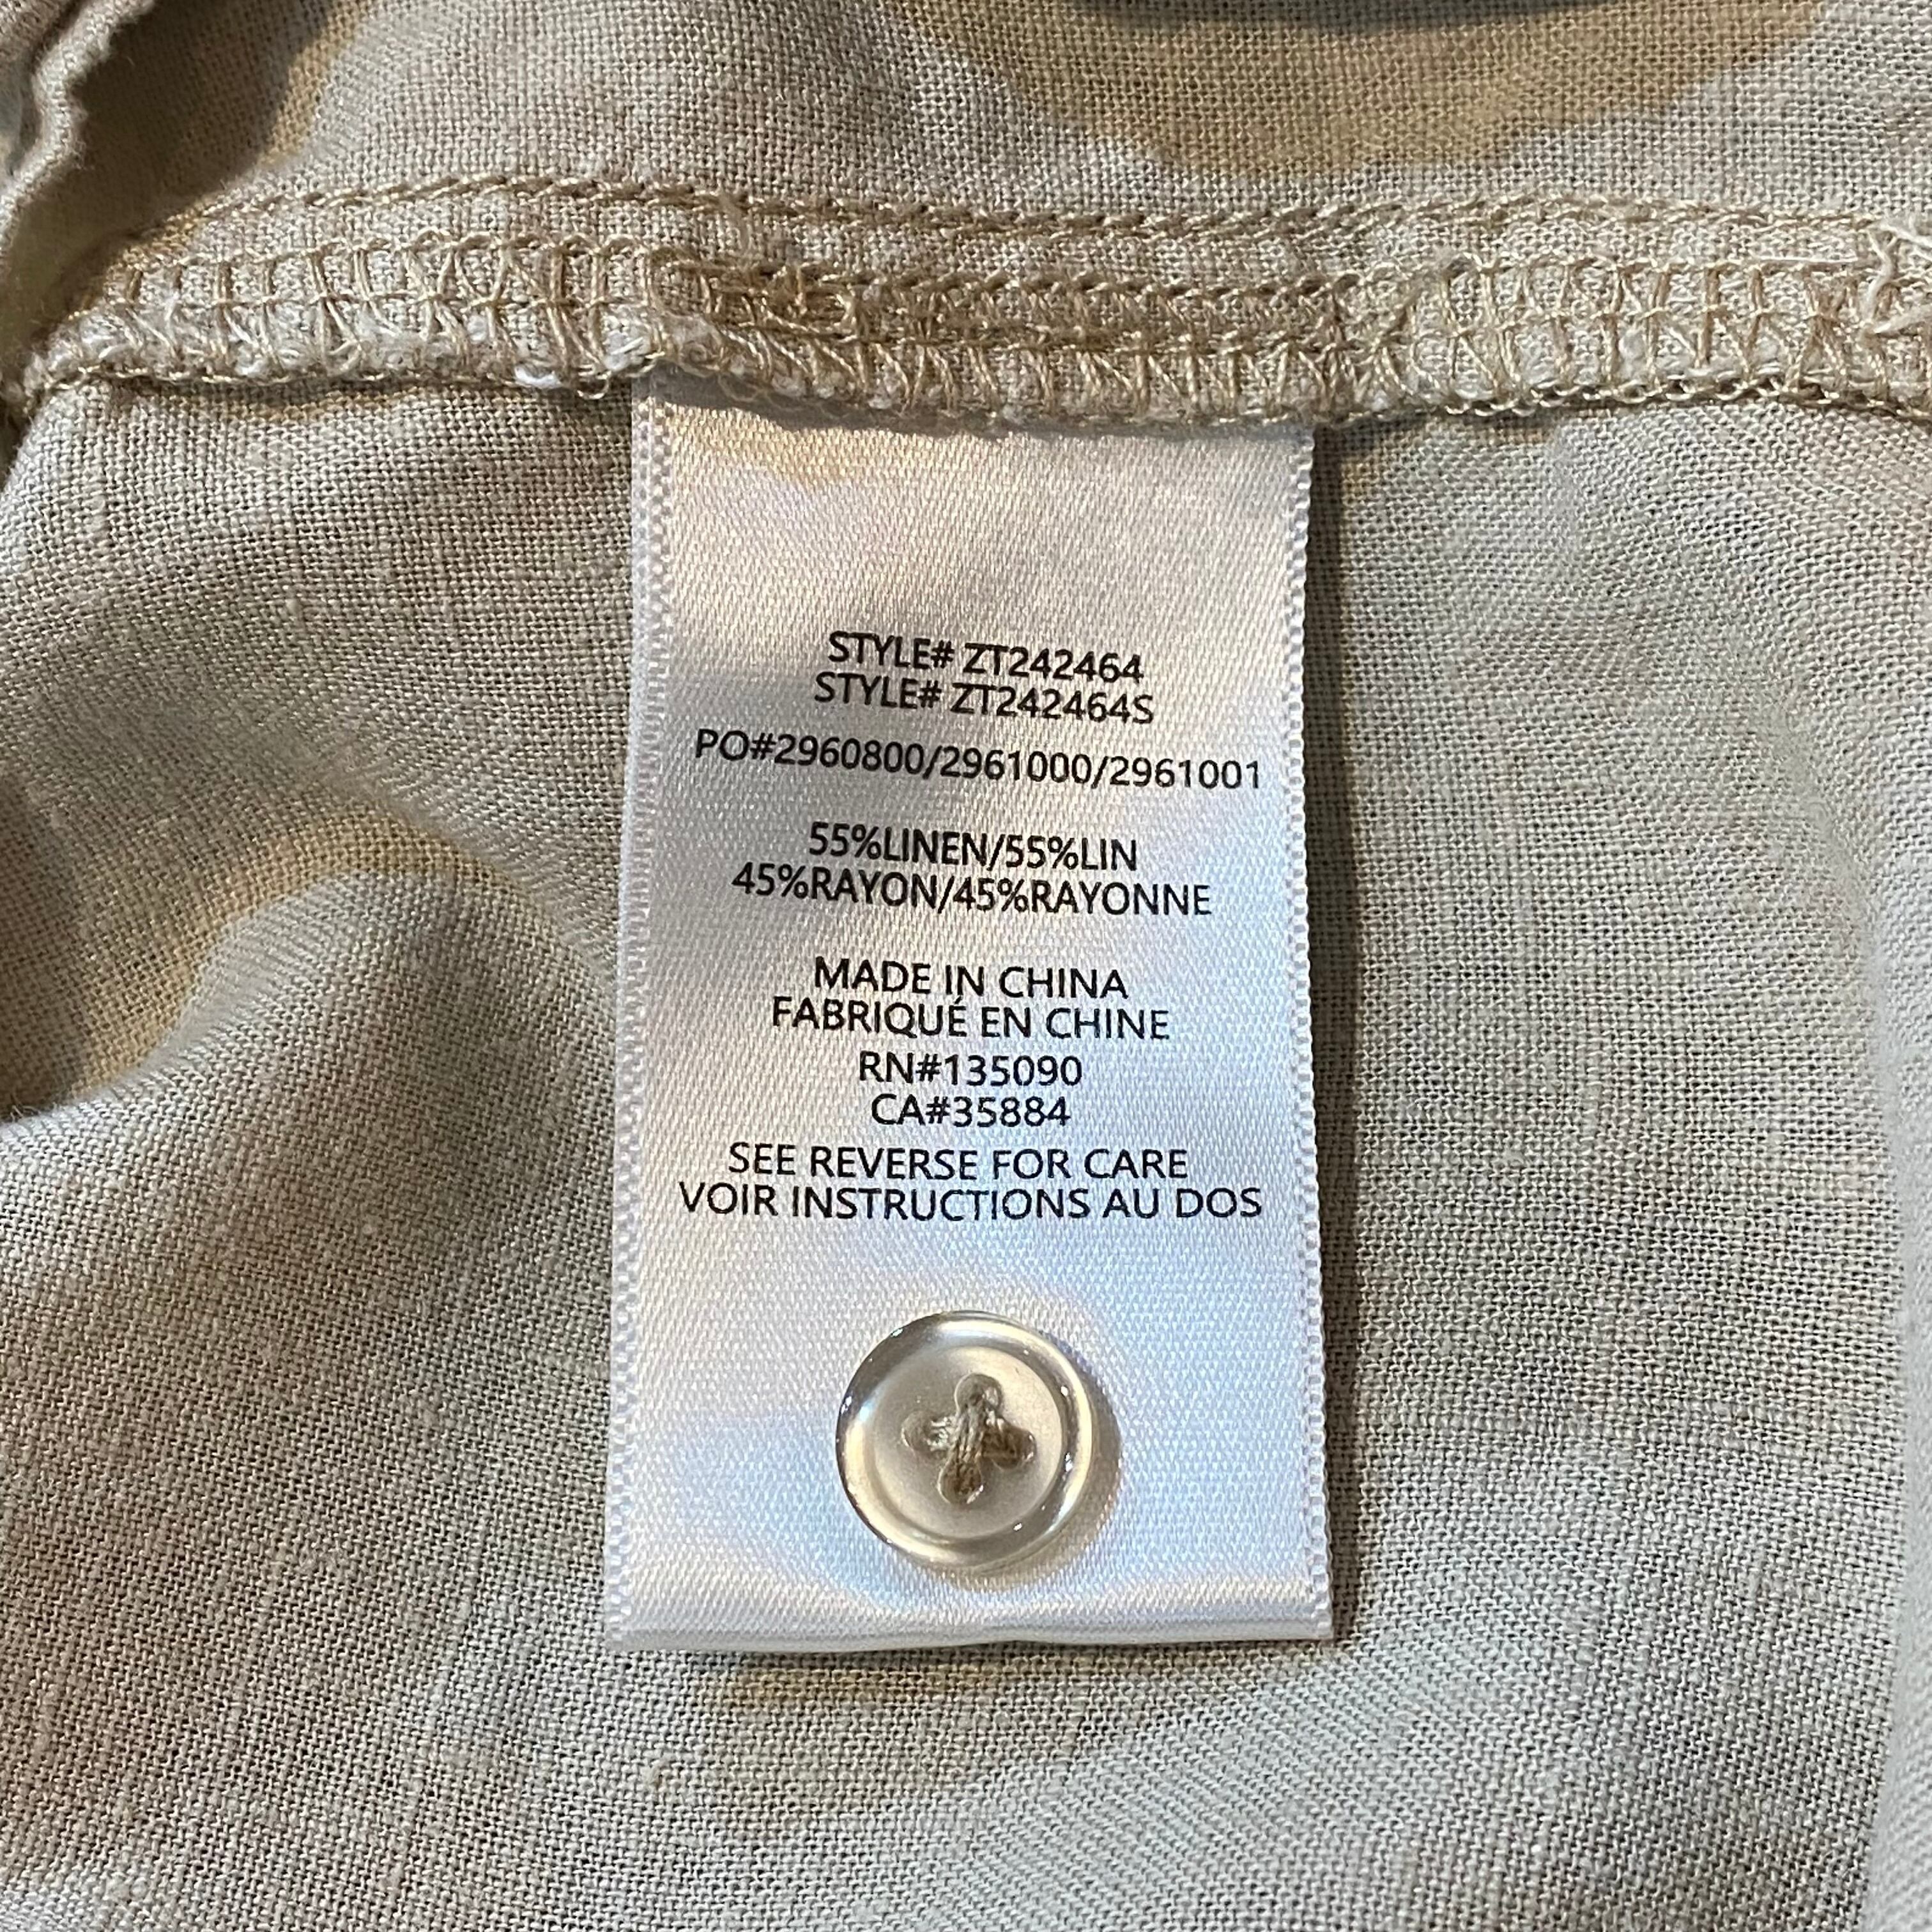 STYLE# ZT242464
STYLE# ZT242464S
PO#2960800/2961000/2961001
55%LINEN/55%LIN
45%RAYON/45%RAYONNE
MADE IN CHINA
FABRIQUÉ EN CHINE
RN#135090
CA#35884
SEE REVERSE FOR CARE
VOIR INSTRUCTIONS AU DOS